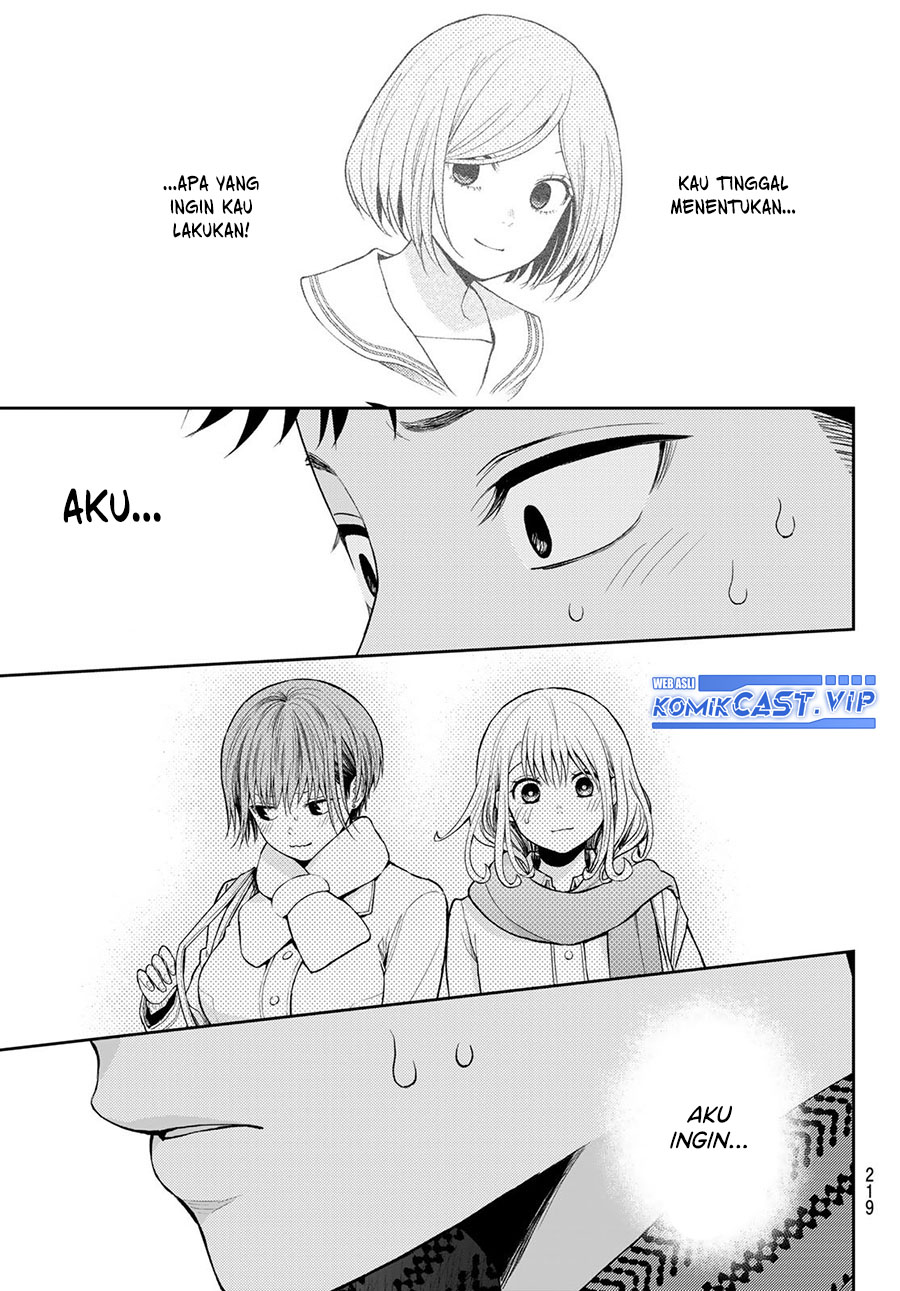 KAU TINGGAL
MENENTUKAN...
...APA YANG
INGIN KAU
LAKUKAN!
AKU...
WEB ASLI
KOMIKCAST.VIP
AKU
INGIN...
219